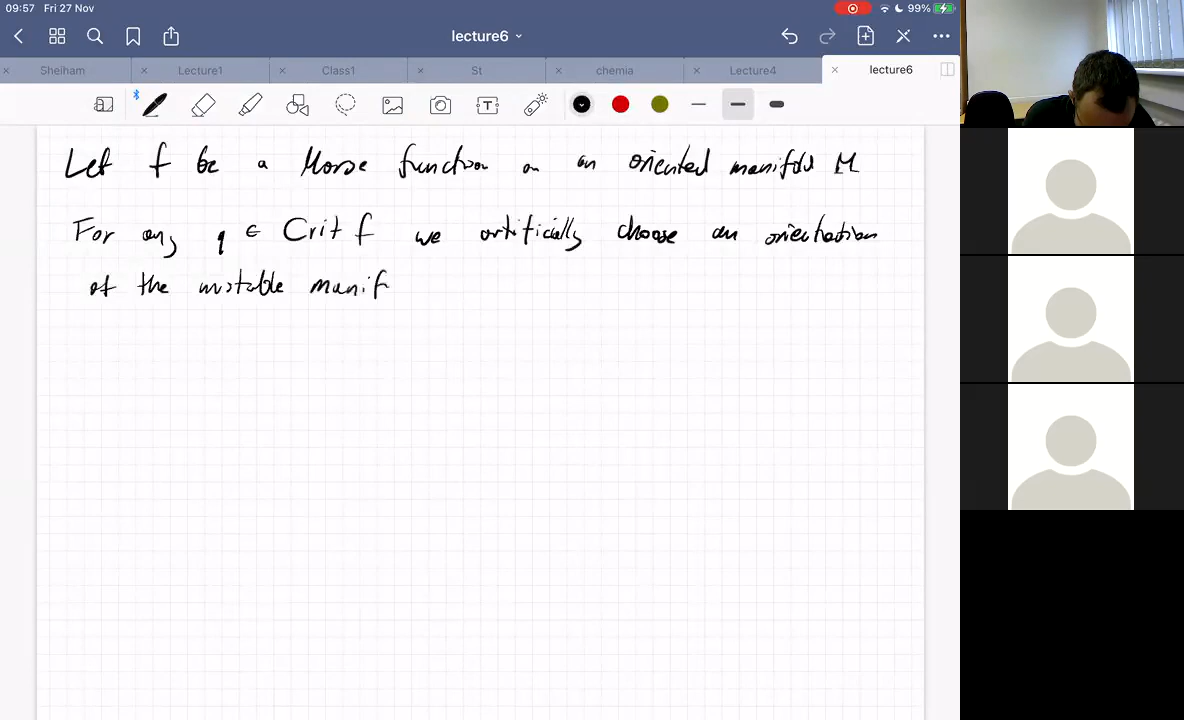 09:57 Fri 27 Nov
99%
lecture6
Sheiham Lecture1 Class1 St chemia Lecture4 lecture6
Let f be a Morse function on an oriented manifold M
For any q ∈ Crit f we artificially choose an orientation
of the unstable manif